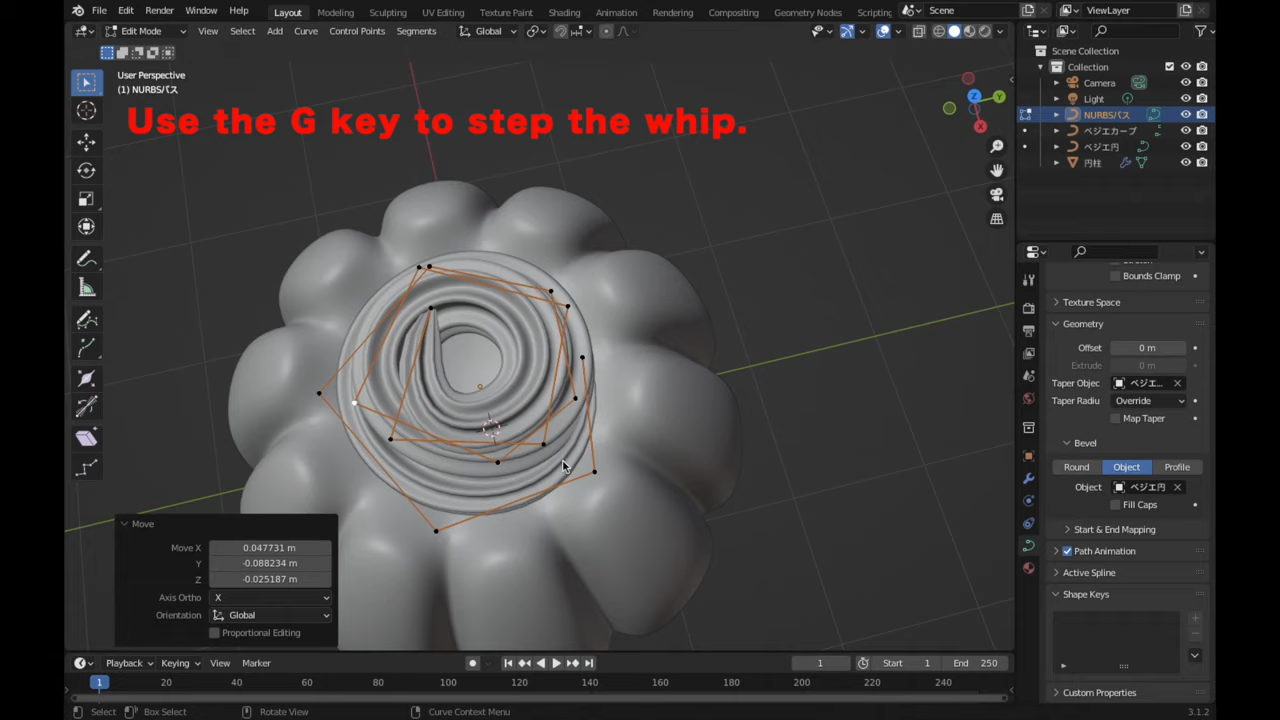 File Edit Render Window Help Layout Modeling Sculpting UV Editing Texture Paint Shading Animation Rendering Compositing Geometry Nodes Scripting Scene ViewLayer
Edit Mode View Select Add Curve Control Points Segments Global
User Perspective
(1) NURBSパス
Use the G key to step the whip.
X
Y
Z
Scene Collection
Collection
Camera
Light
NURBSパス
ベジエカーブ
ベジエ円
円柱
Bounds Clamp
Texture Space
Geometry
Offset 0 m
Extrude 0 m
Taper Objec ベジエ...
Taper Radiu Override
Map Taper
Bevel
Round Object Profile
Object ベジエ円
Fill Caps
Start & End Mapping
Path Animation
Active Spline
Shape Keys
Custom Properties
Move
Move X 0.047731 m
Y -0.088234 m
Z -0.025187 m
Axis Ortho X
Orientation Global
Proportional Editing
Playback Keying View Marker 1 Start 1 End 250
1 20 40 60 80 100 120 140 160 180 200 220 240
Select Box Select Rotate View Curve Context Menu 3.1.2